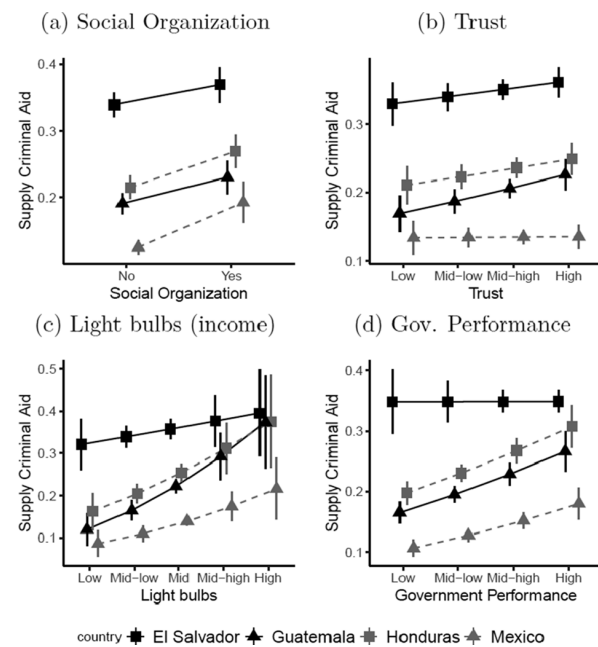 (a) Social Organization
(b) Trust
Supply Criminal Aid
0.4
0.3
0.2
No
Yes
Social Organization
Supply Criminal Aid
0.3
0.2
0.1
Low
Mid−low
Mid−high
High
Trust
(c) Light bulbs (income)
(d) Gov. Performance
Supply Criminal Aid
0.5
0.4
0.3
0.2
0.1
Low
Mid−low
Mid
Mid−high
High
Light bulbs
Supply Criminal Aid
0.4
0.3
0.2
0.1
Low
Mid−low
Mid−high
High
Government Performance
country El Salvador Guatemala Honduras Mexico